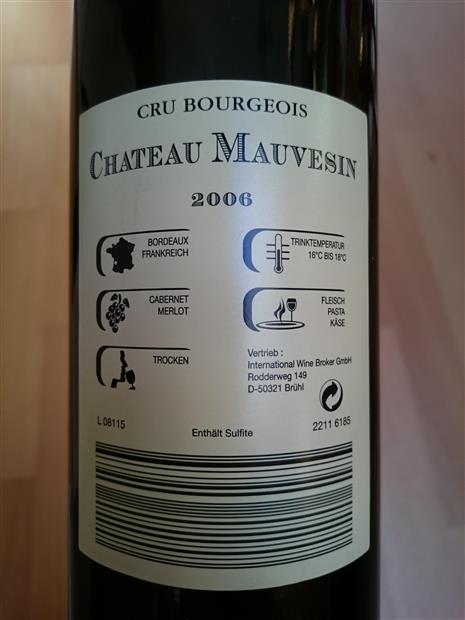 CRU BOURGEOIS
CHATEAU MAUVESIN
2006
BORDEAUX
FRANKREICH
TRINKTEMPERATUR
16°C BIS 18°C
CABERNET
MERLOT
FLEISCH
PASTA
KÄSE
TROCKEN
Vertrieb :
International Wine Broker GmbH
Rodderweg 149
D-50321 Brühl
L 08115
Enthält Sulfite
2211 6185